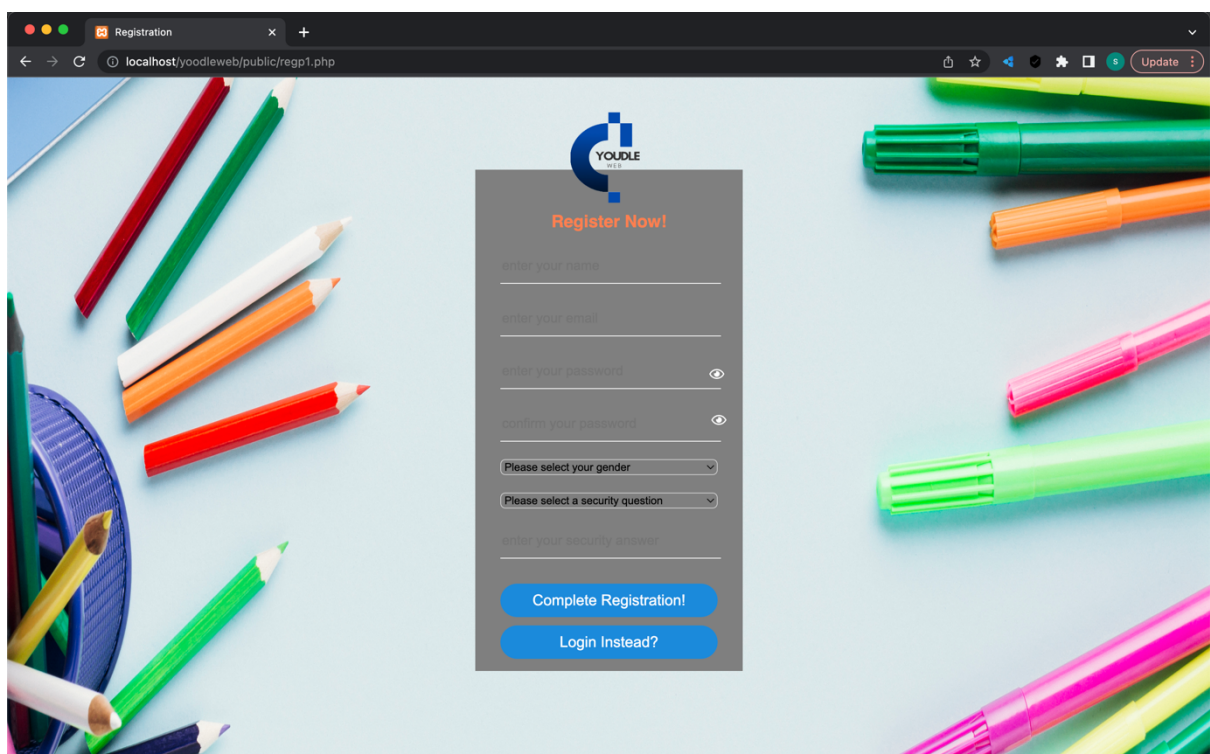 Registration
localhost/yoodleweb/public/regp1.php
S
Update
YOUDLE
WEB
Register Now!
enter your name
enter your email
enter your password
confirm your password
Please select your gender
Please select a security question
enter your security answer
Complete Registration!
Login Instead?